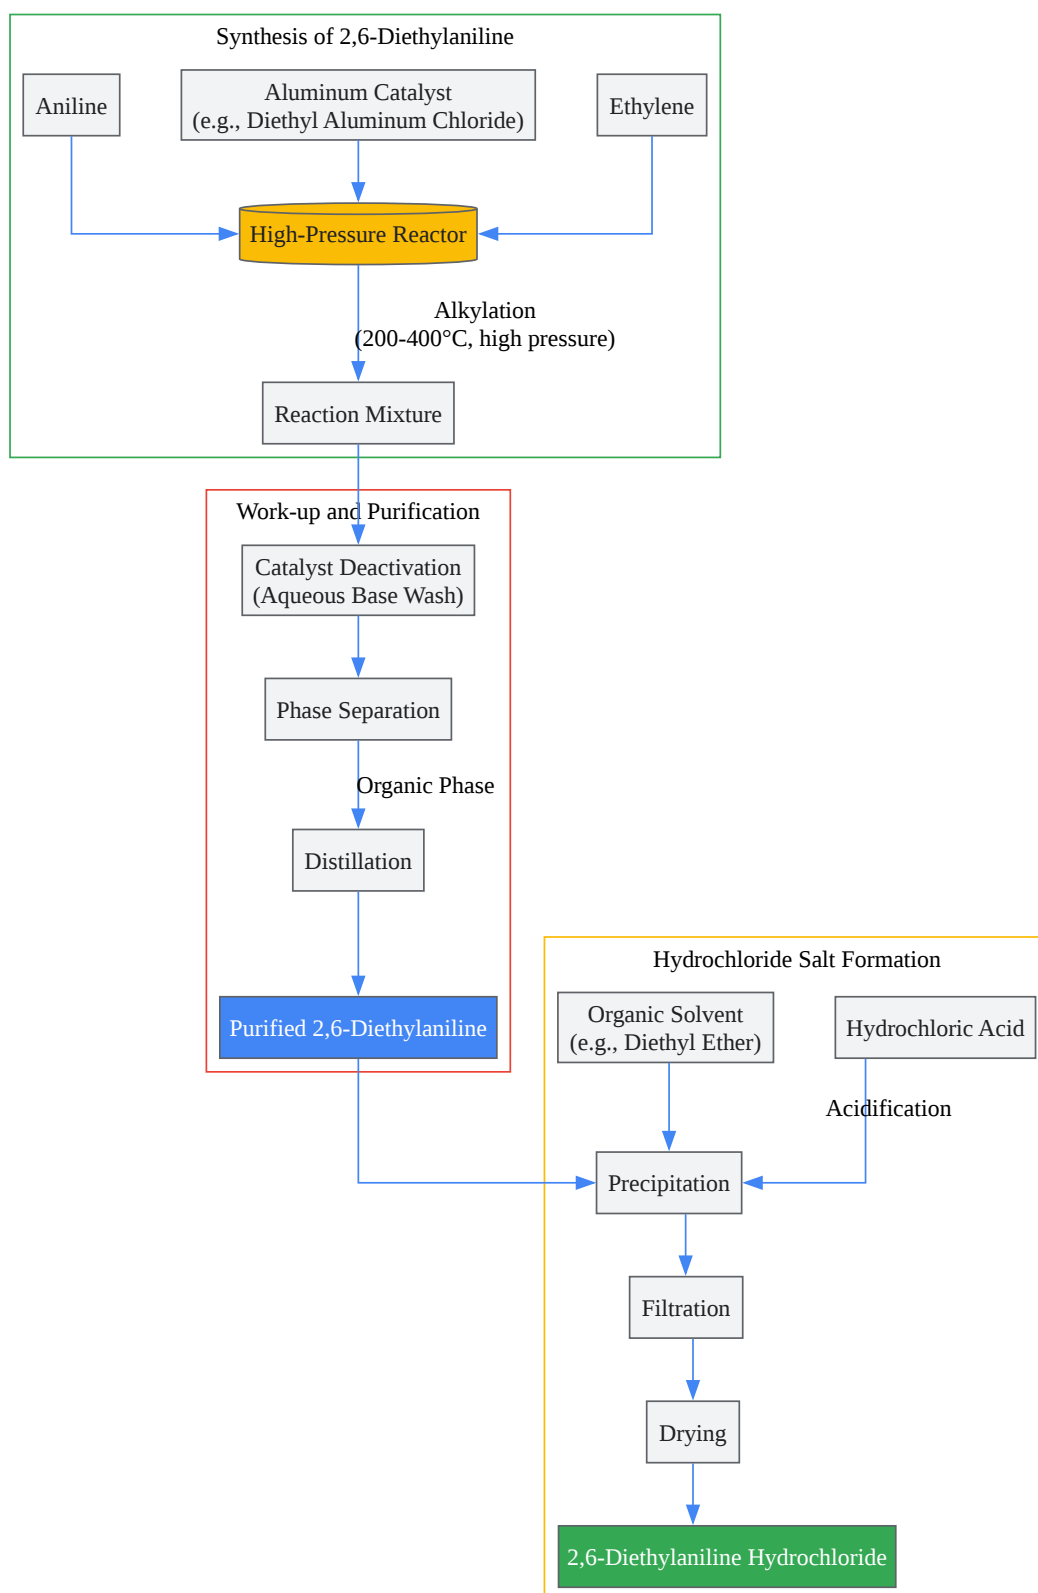 Synthesis of 2,6-Diethylaniline
Aniline
Aluminum Catalyst
(e.g., Diethyl Aluminum Chloride)
Ethylene
High-Pressure Reactor
Alkylation
(200-400°C, high pressure)
Reaction Mixture
Work-up and Purification
Catalyst Deactivation
(Aqueous Base Wash)
Phase Separation
Organic Phase
Distillation
Purified 2,6-Diethylaniline
Hydrochloride Salt Formation
Organic Solvent
(e.g., Diethyl Ether)
Hydrochloric Acid
Acidification
Precipitation
Filtration
Drying
2,6-Diethylaniline Hydrochloride